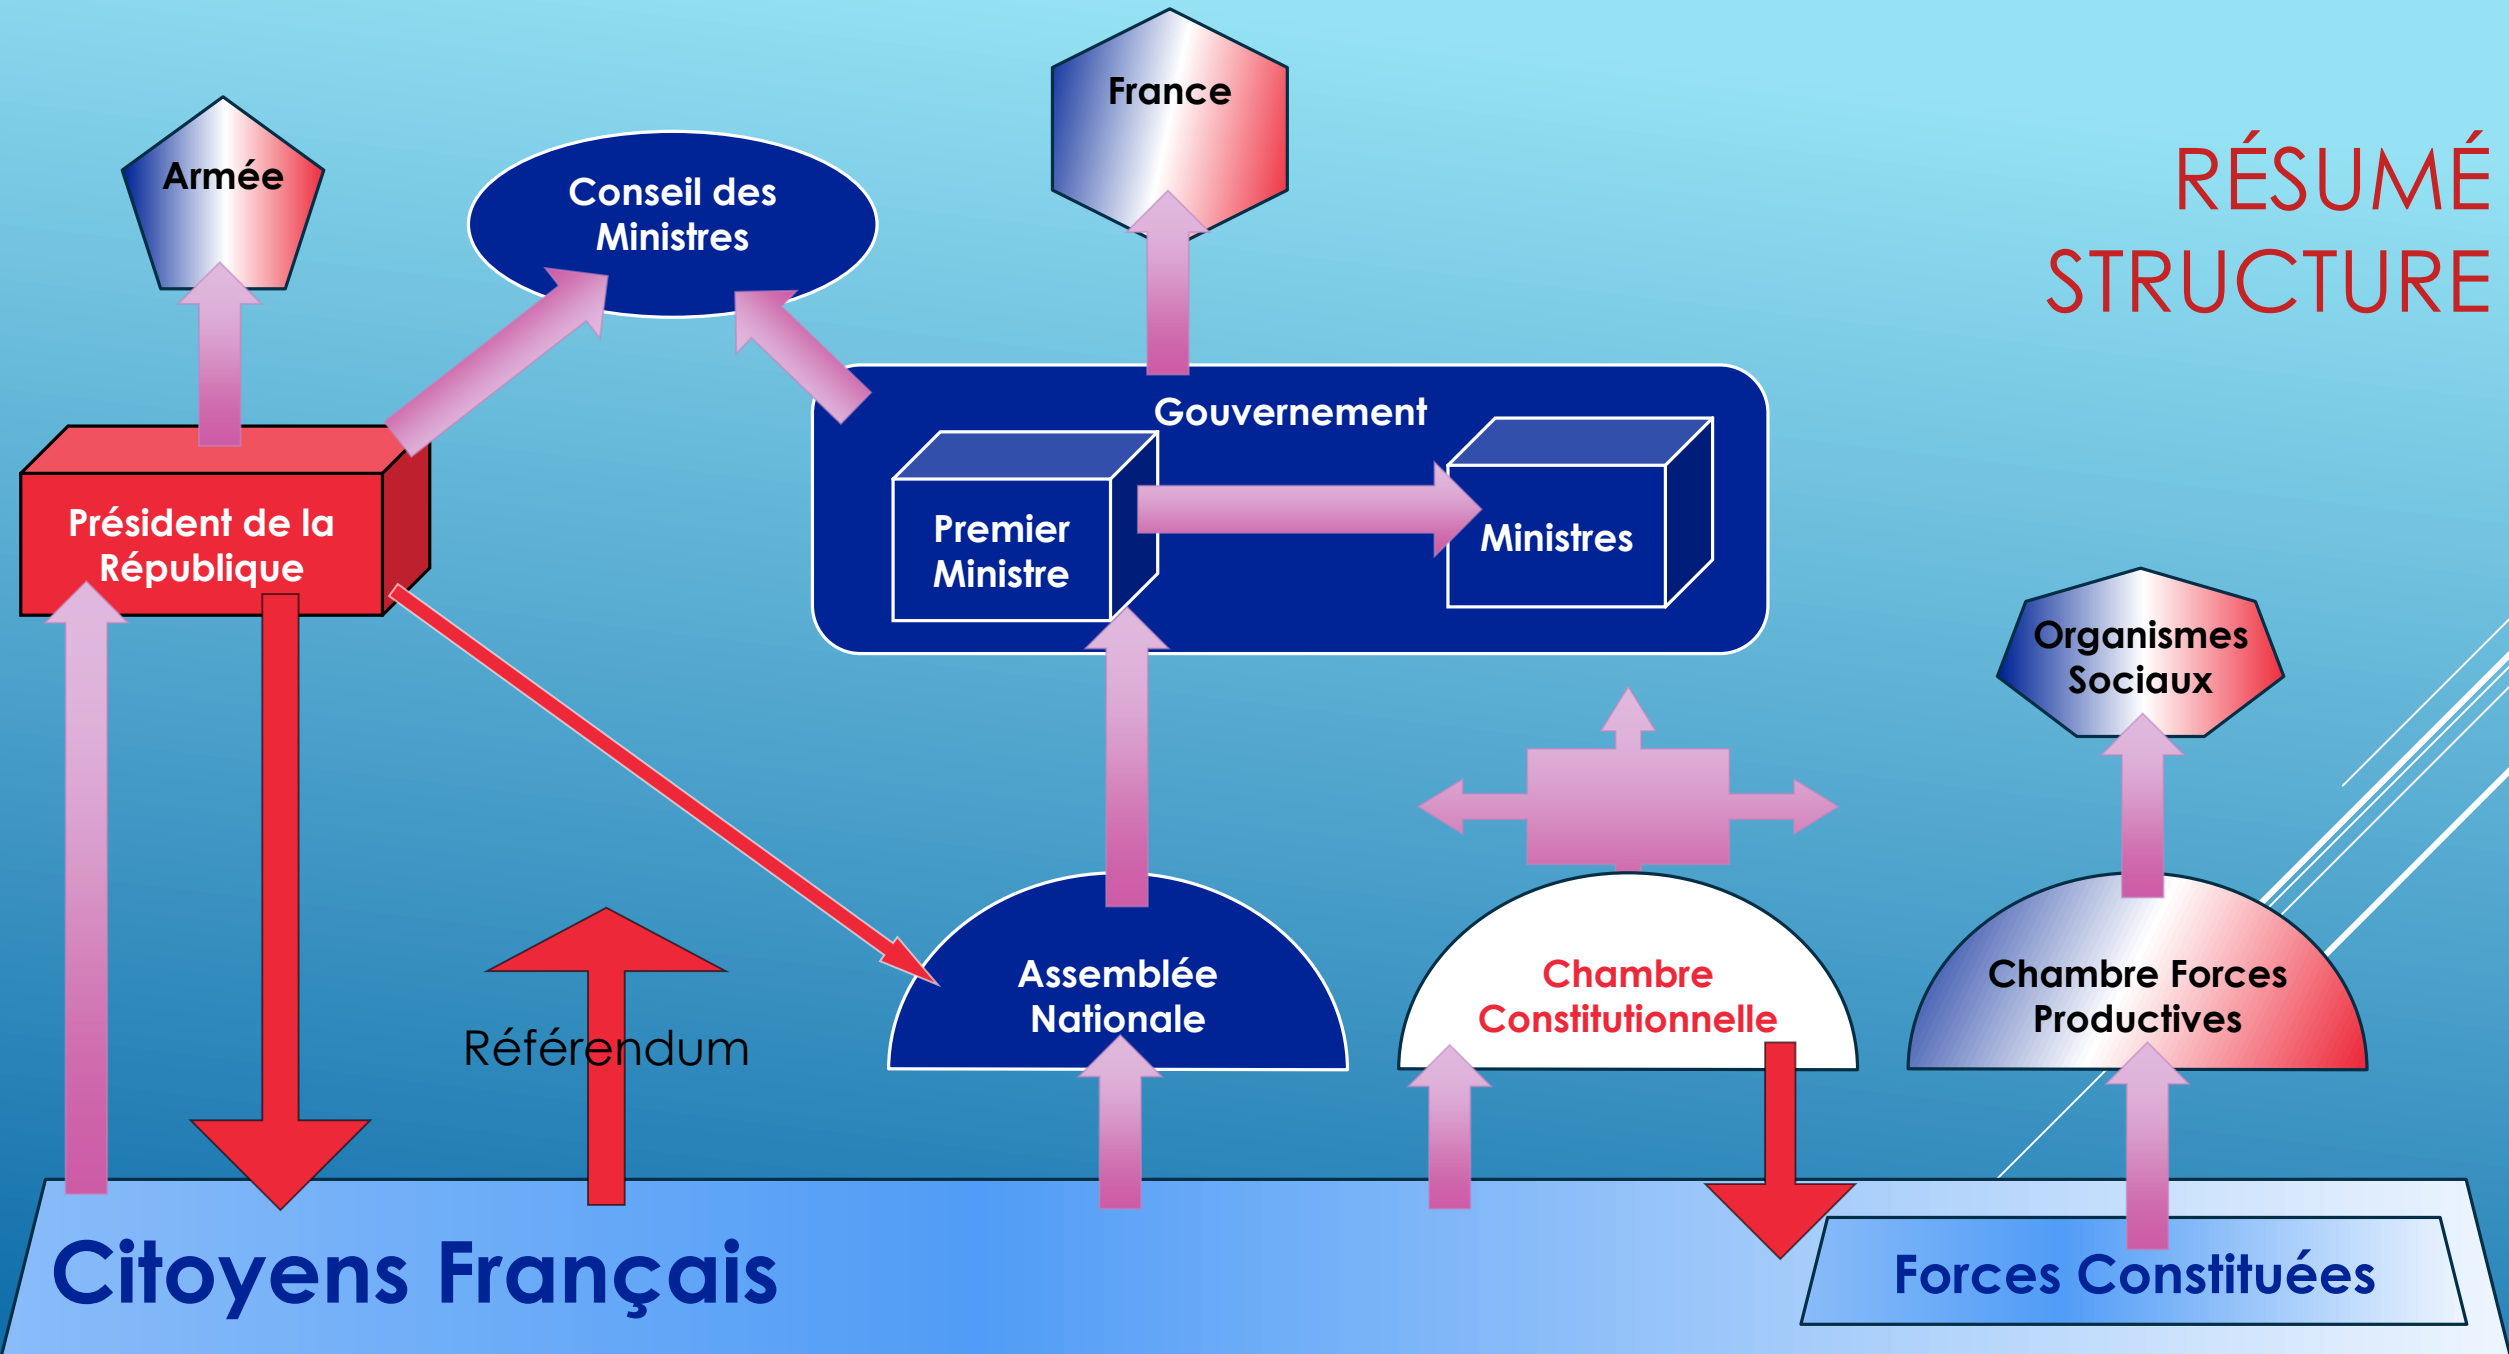 France
RÉSUMÉ
STRUCTURE
Armée
Conseil des
Ministres
Gouvernement
Président de la
République
Premier
Ministre
Ministres
Organismes
Sociaux
Référendum
Assemblée
Nationale
Chambre
Constitutionnelle
Chambre Forces
Productives
Citoyens Français
Forces Constituées